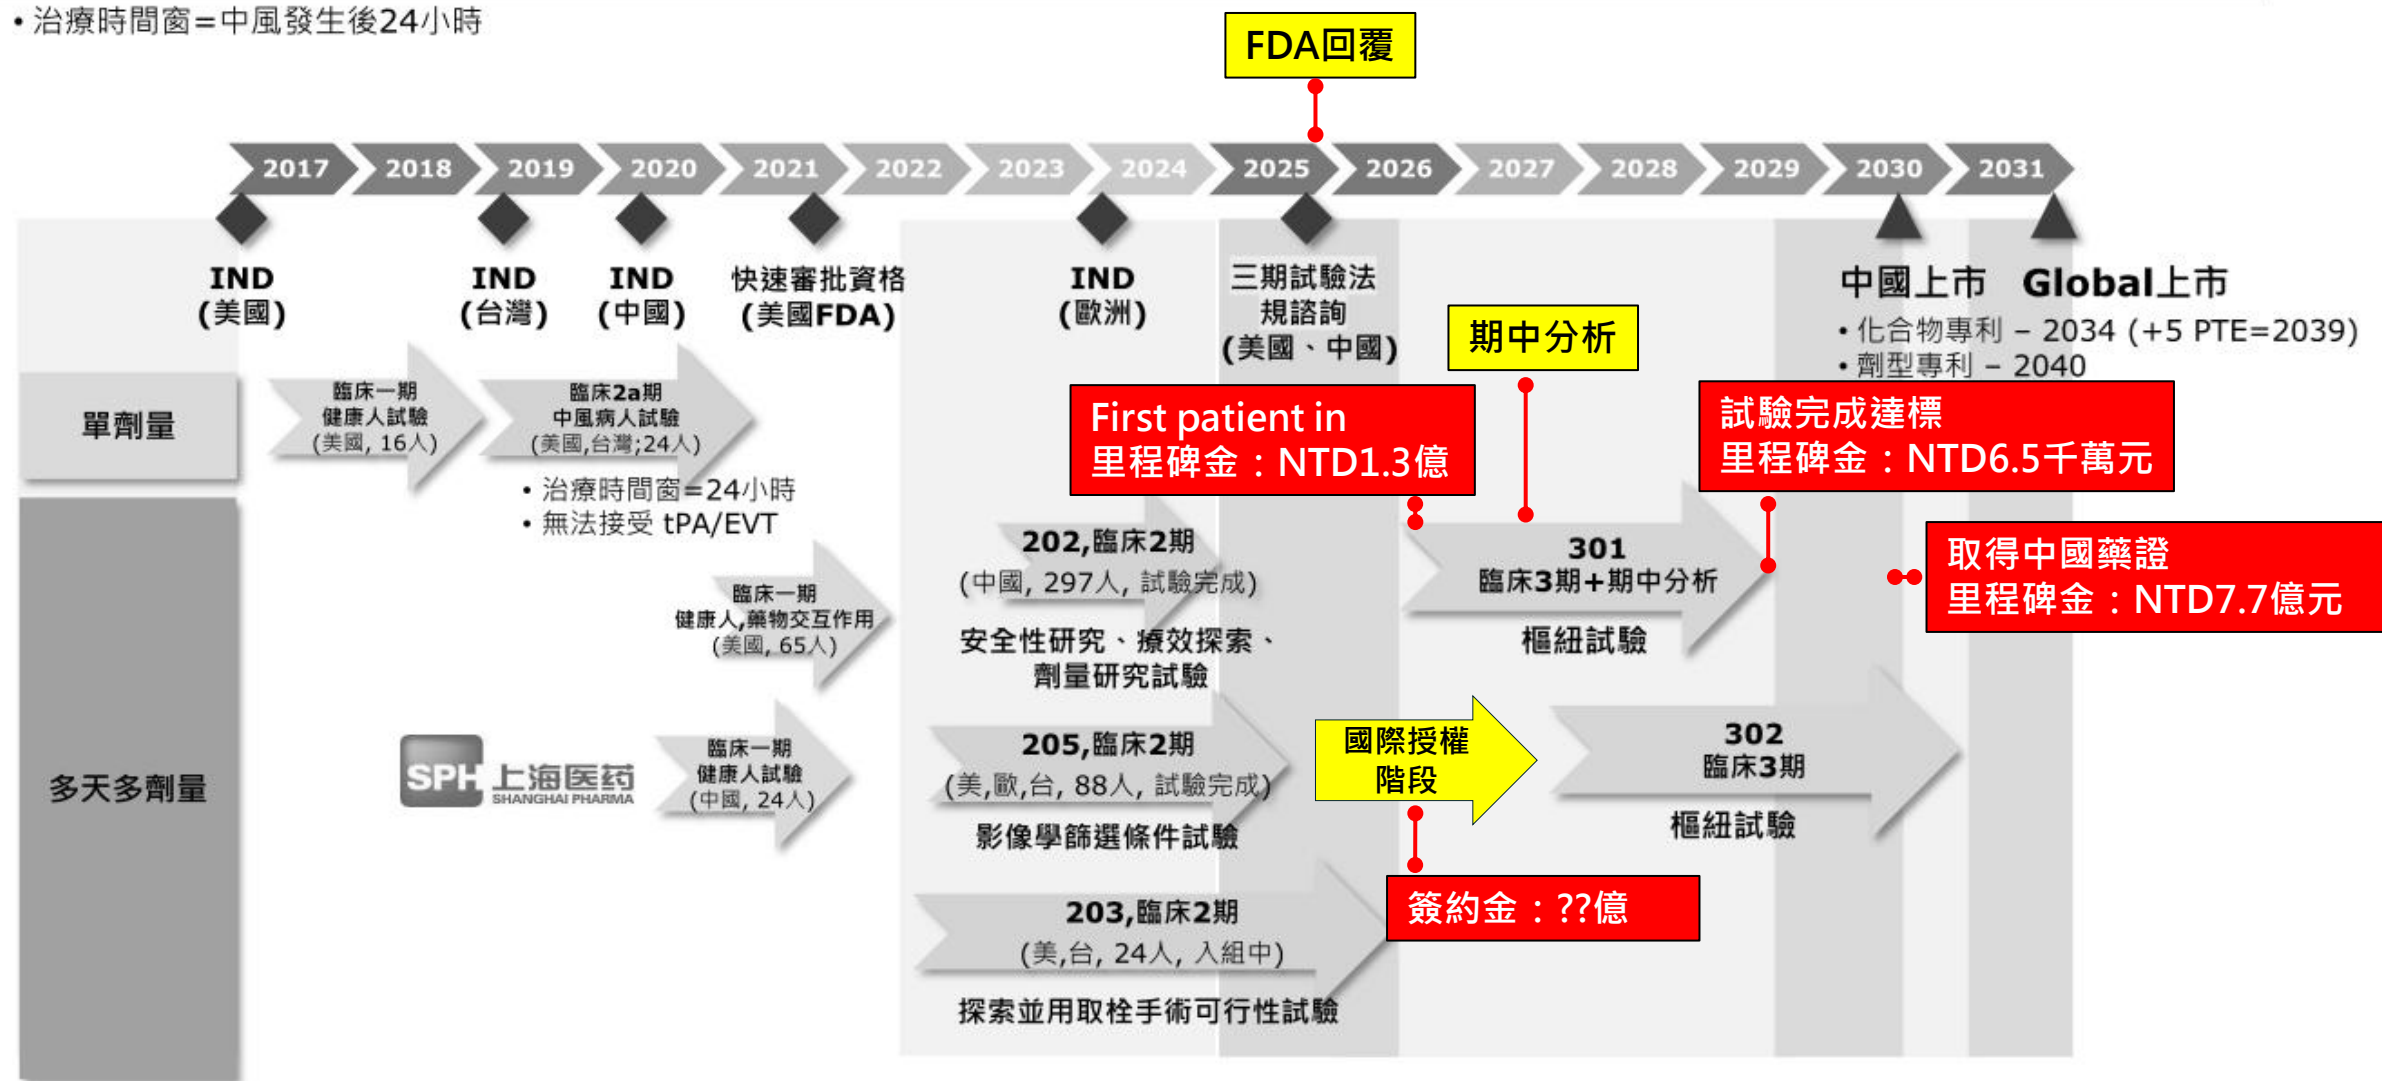 • 治療時間窗=中風發生後24小時
FDA回覆
2017
2018
2019
2020
2021
2022
2023
2024
2025
2026
2027
2028
2029
2030
2031
IND
(美國)
IND
(台灣)
IND
(中國)
快速審批資格
(美國FDA)
IND
(歐洲)
三期試驗法
規諮詢
(美國、中國)
中國上市
Global上市
• 化合物專利 – 2034 (+5 PTE=2039)
• 劑型專利 – 2040
期中分析
單劑量
臨床一期
健康人試驗
(美國, 16人)
臨床2a期
中風病人試驗
(美國,台灣;24人)
• 治療時間窗=24小時
• 無法接受 tPA/EVT
First patient in
里程碑金：NTD1.3億
試驗完成達標
里程碑金：NTD6.5千萬元
多天多劑量
臨床一期
健康人,藥物交互作用
(美國, 65人)
202,臨床2期
(中國, 297人, 試驗完成)
安全性研究、療效探索、
劑量研究試驗
301
臨床3期+期中分析
樞紐試驗
取得中國藥證
里程碑金：NTD7.7億元
SPH 上海医药
SHANGHAI PHARMA
臨床一期
健康人試驗
(中國, 24人)
205,臨床2期
(美,歐,台, 88人, 試驗完成)
影像學篩選條件試驗
國際授權
階段
302
臨床3期
樞紐試驗
簽約金：??億
203,臨床2期
(美,台, 24人, 入組中)
探索並用取栓手術可行性試驗